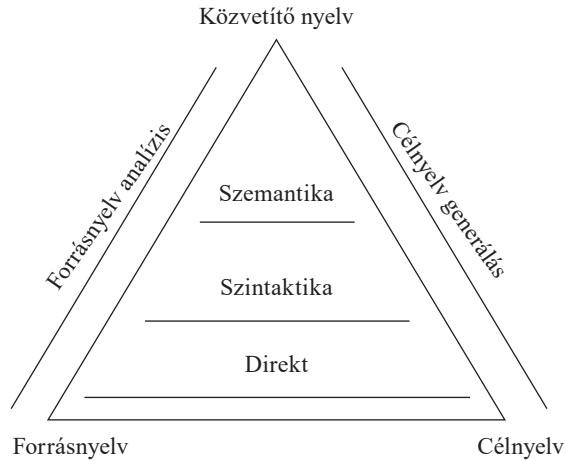 Közvetítő nyelv
Forrásnyelv analízis
Célnyelv generálás
Szemantika
Szintaktika
Direkt
Forrásnyelv
Célnyelv